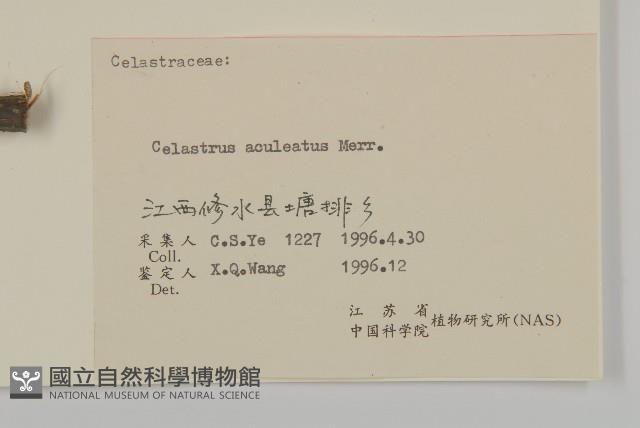 Celastraceae:
Celastrus aculeatus Merr.
江西修水县塘排乡
采集人 C.S.Ye 1227 1996.4.30
Coll.
鉴定人 X.Q.Wang 1996.12
Det.
江苏省
中国科学院 植物研究所(NAS)
國立自然科學博物館
NATIONAL MUSEUM OF NATURAL SCIENCE